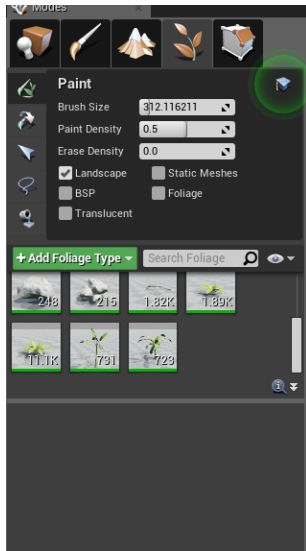 Modes
Paint
Brush Size 312.116211
Paint Density 0.5
Erase Density 0.0
Landscape Static Meshes
BSP Foliage
Translucent
+Add Foliage Type Search Foliage
248 215 1.82K 1.89K
11.1K 731 723